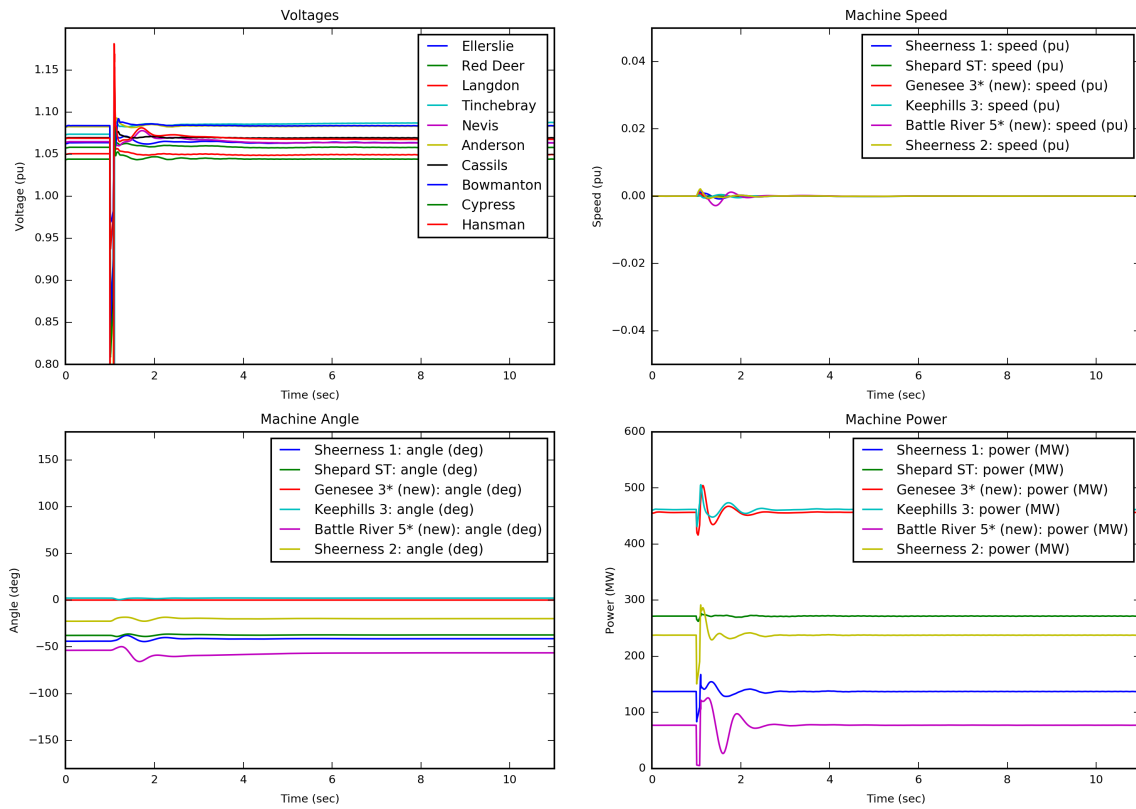 Voltages
Voltage (pu)
1.15
1.10
1.05
1.00
0.95
0.90
0.85
0.80
0 2 4 6 8 10
Time (sec)
Ellerslie
Red Deer
Langdon
Tinchebray
Nevis
Anderson
Cassils
Bowmanton
Cypress
Hansman
Machine Speed
Speed (pu)
0.04
0.02
0.00
−0.02
−0.04
0 2 4 6 8 10
Time (sec)
Sheerness 1: speed (pu)
Shepard ST: speed (pu)
Genesee 3* (new): speed (pu)
Keephills 3: speed (pu)
Battle River 5* (new): speed (pu)
Sheerness 2: speed (pu)
Machine Angle
Angle (deg)
150
100
50
0
−50
−100
−150
0 2 4 6 8 10
Time (sec)
Sheerness 1: angle (deg)
Shepard ST: angle (deg)
Genesee 3* (new): angle (deg)
Keephills 3: angle (deg)
Battle River 5* (new): angle (deg)
Sheerness 2: angle (deg)
Machine Power
Power (MW)
600
500
400
300
200
100
0
0 2 4 6 8 10
Time (sec)
Sheerness 1: power (MW)
Shepard ST: power (MW)
Genesee 3* (new): power (MW)
Keephills 3: power (MW)
Battle River 5* (new): power (MW)
Sheerness 2: power (MW)